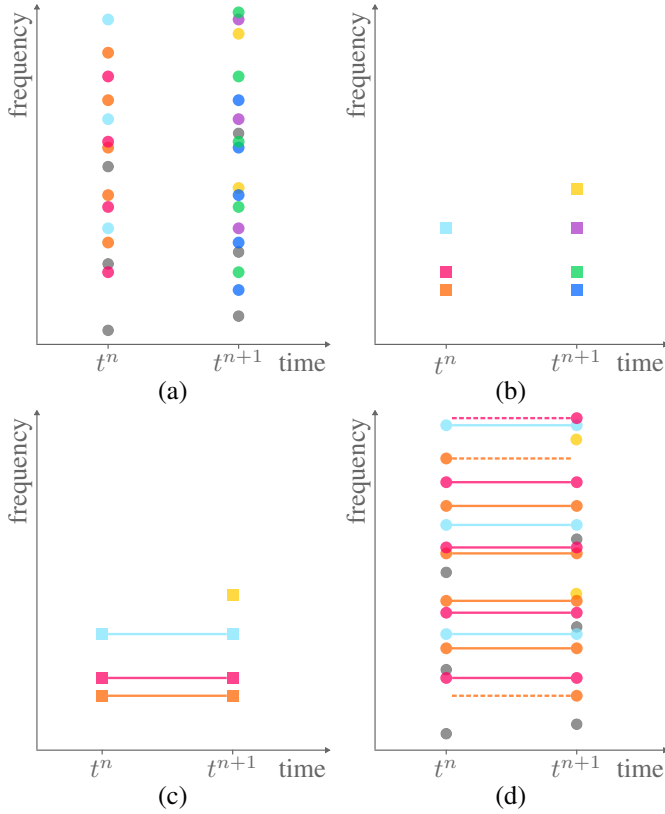 frequency
t^n t^{n+1} time
(a)
frequency
t^n t^{n+1} time
(b)
frequency
t^n t^{n+1} time
(c)
frequency
t^n t^{n+1} time
(d)